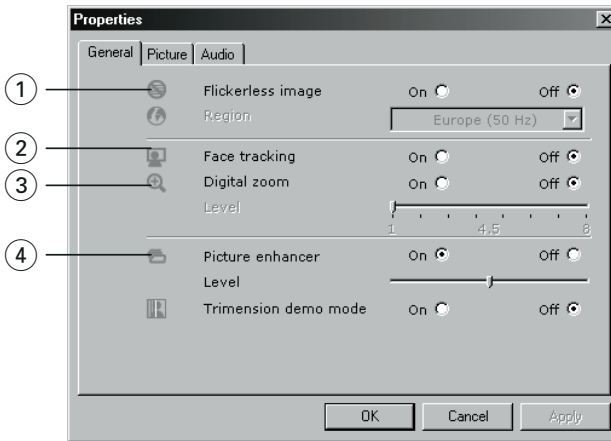 Properties
General Picture Audio
1 Flickerless image On Off
Region Europe (50 Hz)
2 Face tracking On Off
3 Digital zoom On Off
Level
1 4.5 8
4 Picture enhancer On Off
Level
Trimension demo mode On Off
OK Cancel Apply